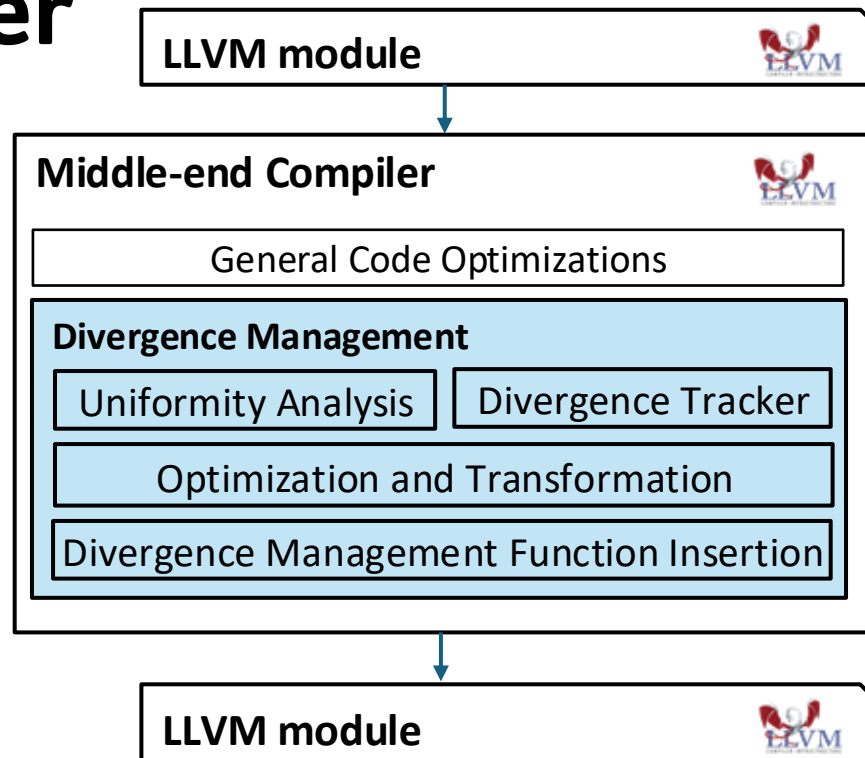 er
LLVM module
LLVM
Middle-end Compiler
LLVM
General Code Optimizations
Divergence Management
Uniformity Analysis
Divergence Tracker
Optimization and Transformation
Divergence Management Function Insertion
LLVM module
LLVM